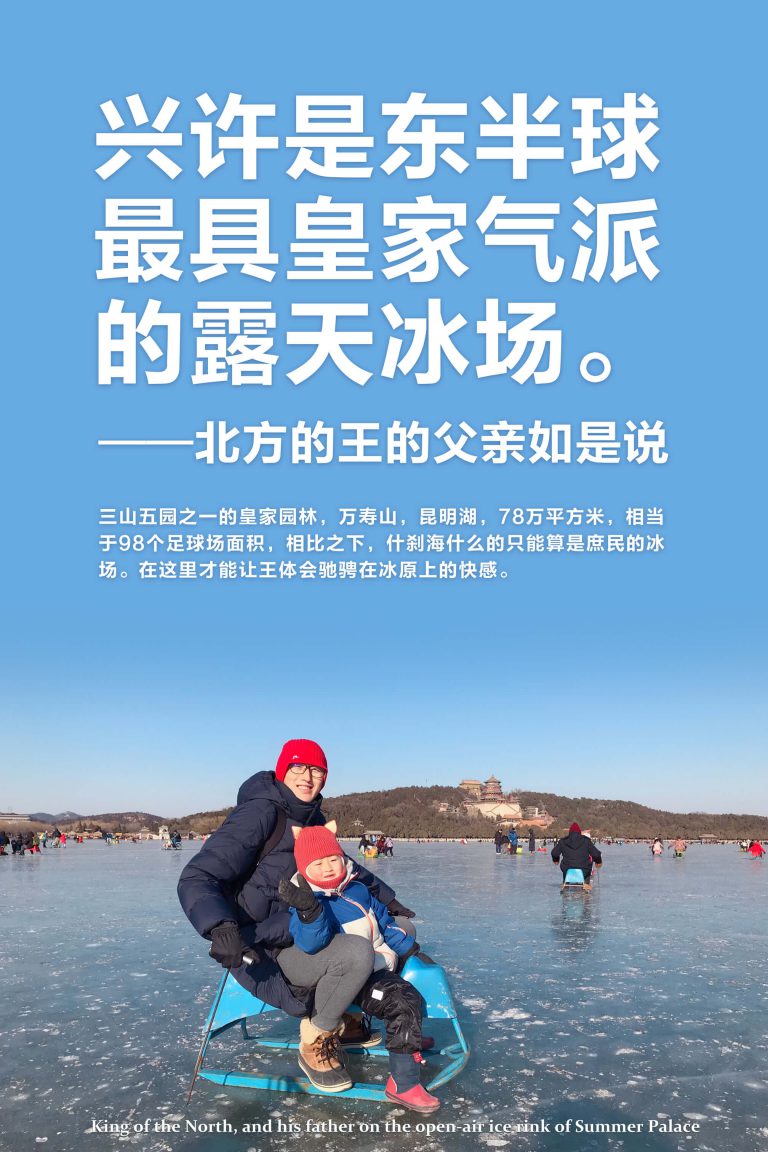 兴许是东半球
最具皇家气派
的露天冰场。
——北方的王的父亲如是说
三山五园之一的皇家园林，万寿山，昆明湖，78万平方米，相当
于98个足球场面积，相比之下，什刹海什么的只能算是庶民的冰
场。在这里才能让王体会驰骋在冰原上的快感。
King of the North, and his father on the open-air ice rink of Summer Palace